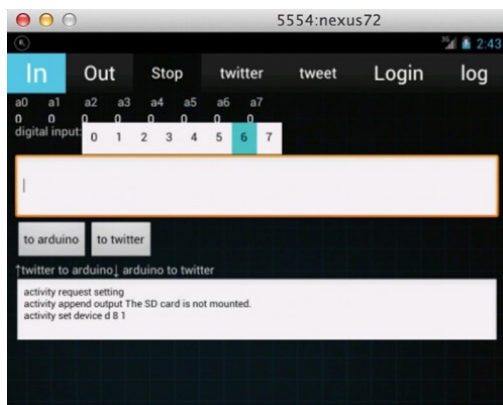 5554:nexus72
3G 2:43
In Out Stop twitter tweet Login log
a0 a1 a2 a3 a4 a5 a6 a7
0 0 0 0 0 0 0 0
digital input: 0 1 2 3 4 5 6 7
to arduino to twitter
↑twitter to arduino↓ arduino to twitter
activity request setting
activity append output The SD card is not mounted.
activity set device d 8 1